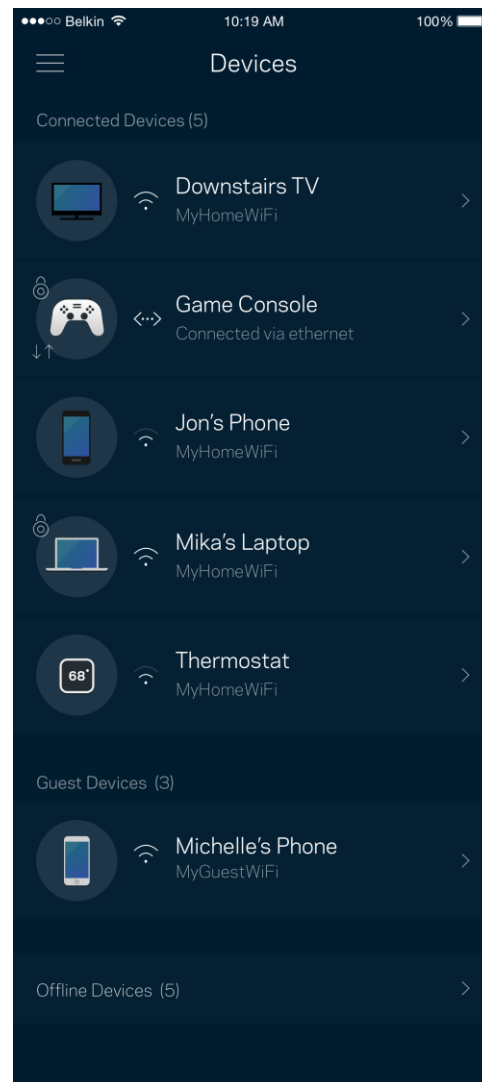 Belkin 10:19 AM 100%
Devices
Connected Devices (5)
Downstairs TV
MyHomeWiFi
Game Console
Connected via ethernet
Jon's Phone
MyHomeWiFi
Mika's Laptop
MyHomeWiFi
68°
Thermostat
MyHomeWiFi
Guest Devices (3)
Michelle's Phone
MyGuestWiFi
Offline Devices (5)